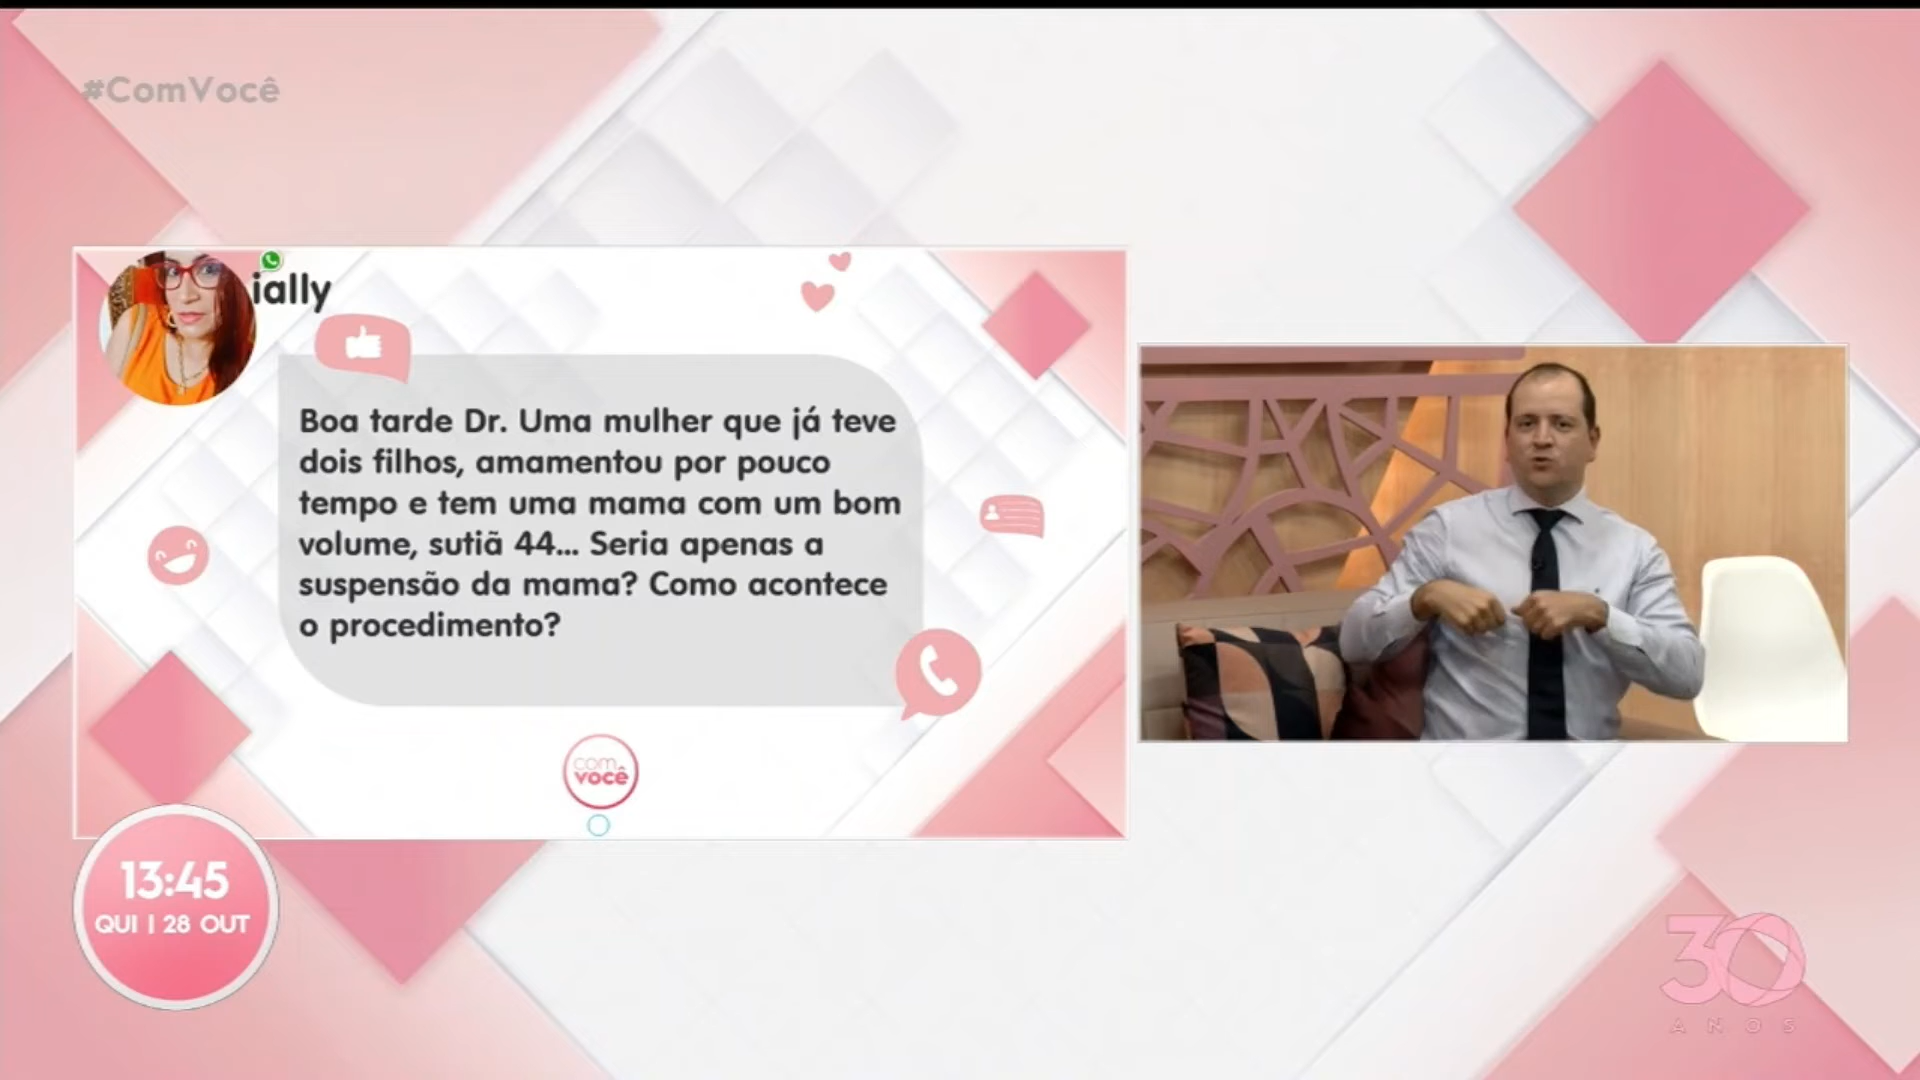 #ComVocê
ially
Boa tarde Dr. Uma mulher que já teve
dois filhos, amamentou por pouco
tempo e tem uma mama com um bom
volume, sutiã 44... Seria apenas a
suspensão da mama? Como acontece
o procedimento?
com
você
13:45
QUI | 28 OUT
30
ANOS